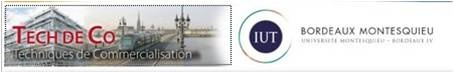 TECH DE CO
Techniques de Commercialisation
IUT
BORDEAUX MONTESQUIEU
UNIVERSITÉ MONTESQUIEU - BORDEAUX IV